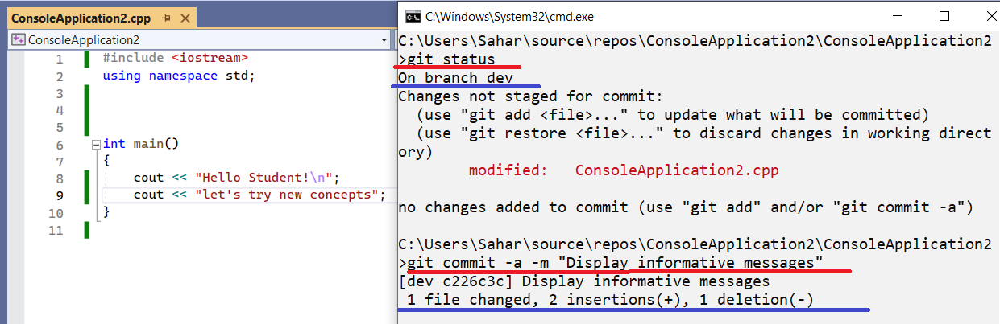 ConsoleApplication2.cpp
ConsoleApplication2
1 #include <iostream>
2 using namespace std;
3
4
5
6 int main()
7 {
8 cout << "Hello Student!\n";
9 cout << "let's try new concepts";
10 }
11
C:\Windows\System32\cmd.exe
C:\Users\Sahar\source\repos\ConsoleApplication2\ConsoleApplication2
>git status
On branch dev
Changes not staged for commit:
(use "git add <file>..." to update what will be committed)
(use "git restore <file>..." to discard changes in working direct
ory)
modified: ConsoleApplication2.cpp
no changes added to commit (use "git add" and/or "git commit -a")
C:\Users\Sahar\source\repos\ConsoleApplication2\ConsoleApplication2
>git commit -a -m "Display informative messages"
[dev c226c3c] Display informative messages
1 file changed, 2 insertions(+), 1 deletion(-)